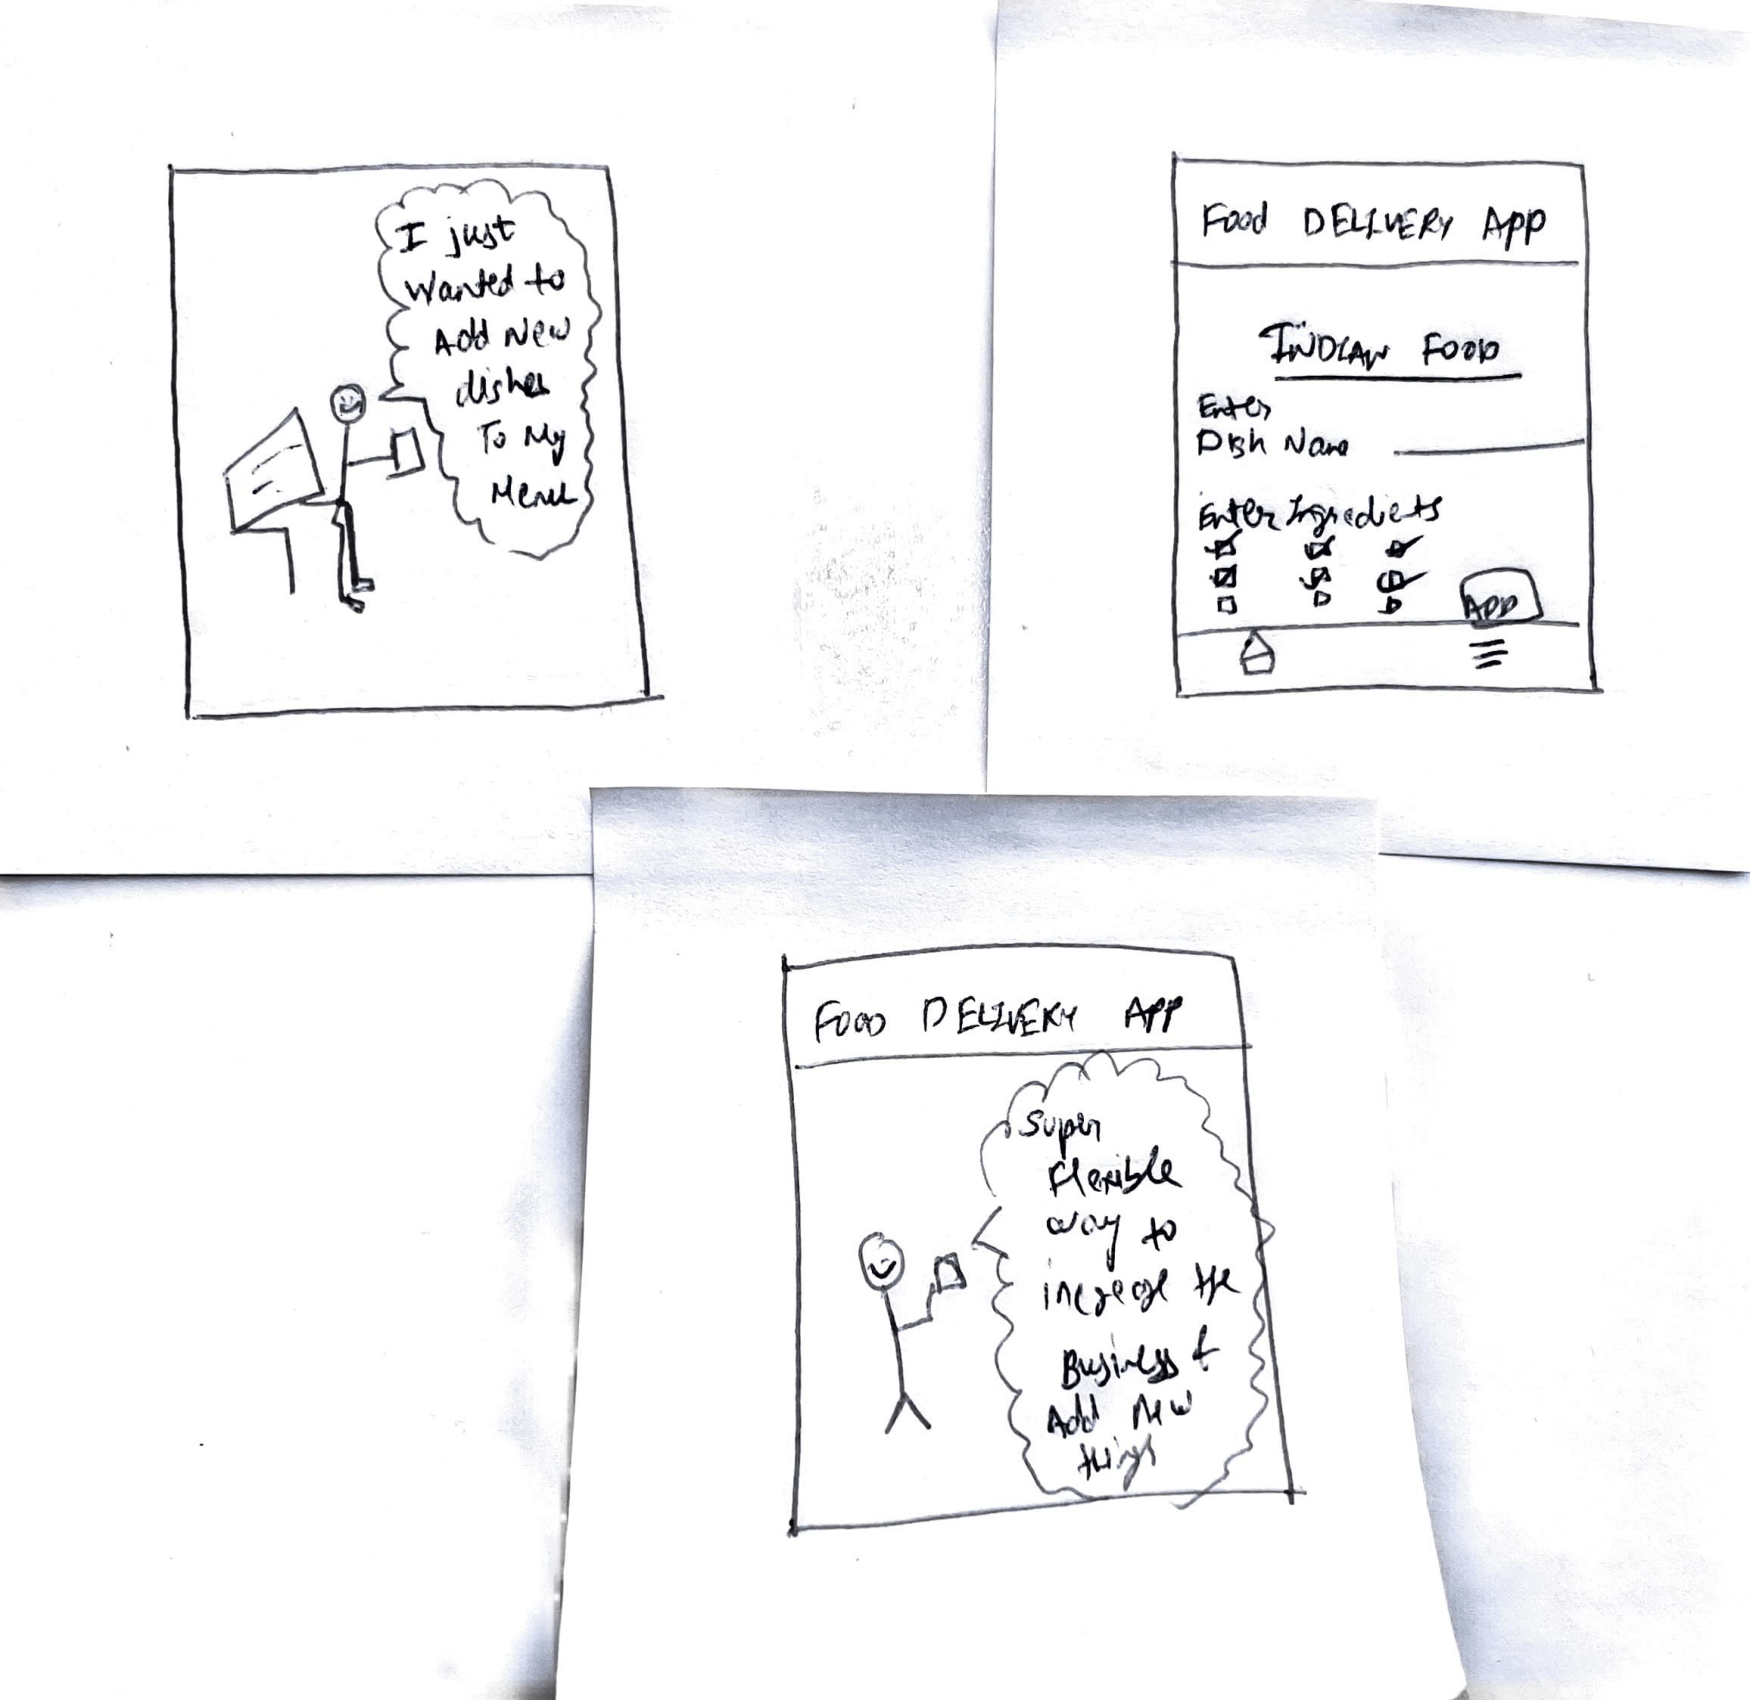 I just
wanted to
Add New
dishes
To My
Menu
Food DELIVERY APP
INDIAN FOOD
Enter
Dish Name
Enter Ingredients
ADD
FOOD DELIVERY APP
Super
Flexible
way to
increase the
Business &
Add New
things